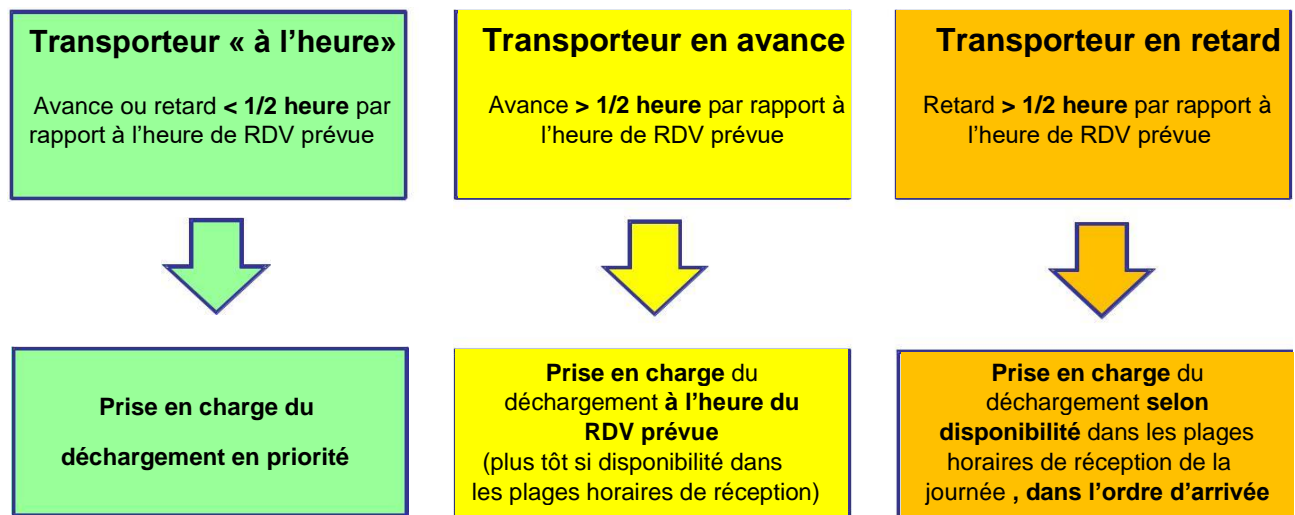 Transporteur « à l’heure»
Avance ou retard < 1/2 heure par
rapport à l’heure de RDV prévue
Prise en charge du
déchargement en priorité
Transporteur en avance
Avance > 1/2 heure par rapport à
l’heure de RDV prévue
Prise en charge du
déchargement à l’heure du
RDV prévue
(plus tôt si disponibilité dans
les plages horaires de réception)
Transporteur en retard
Retard > 1/2 heure par rapport à
l’heure de RDV prévue
Prise en charge du
déchargement selon
disponibilité dans les plages
horaires de réception de la
journée , dans l’ordre d’arrivée